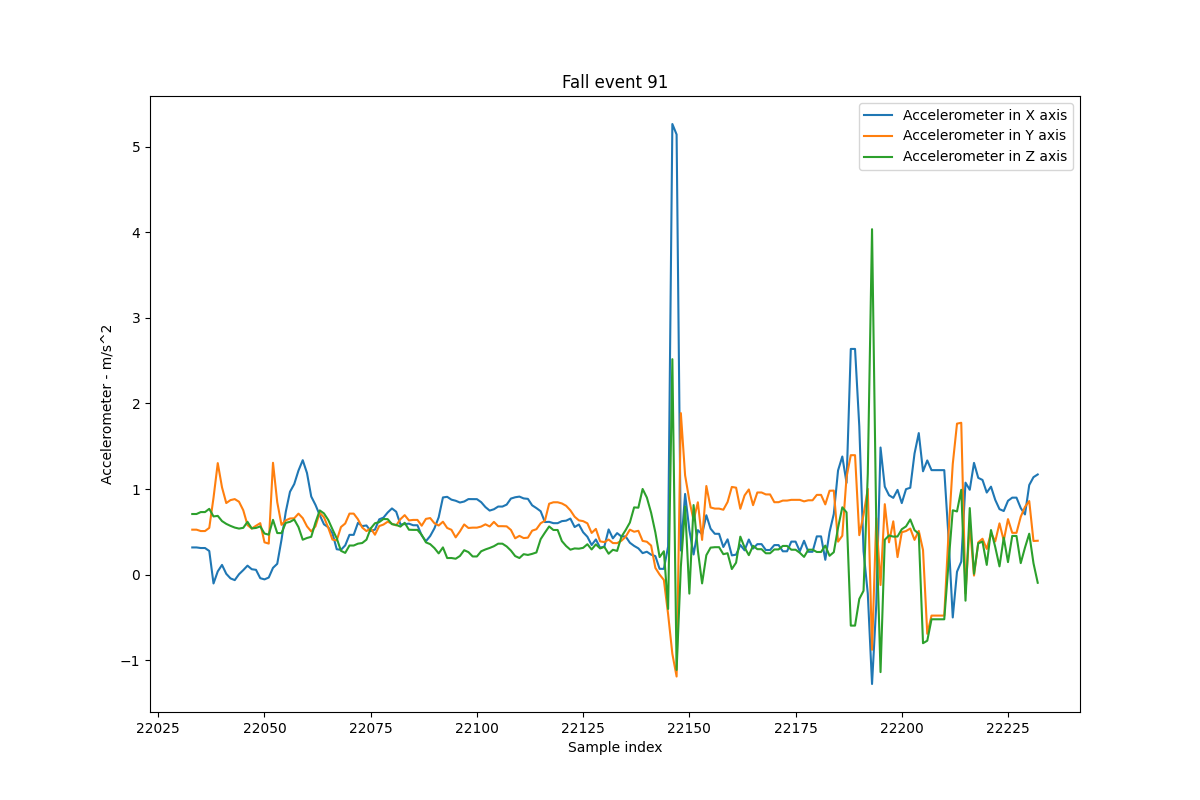 Fall event 91
Accelerometer in X axis
Accelerometer in Y axis
Accelerometer in Z axis
Accelerometer - m/s^2
5
4
3
2
1
0
−1
22025 22050 22075 22100 22125 22150 22175 22200 22225
Sample index